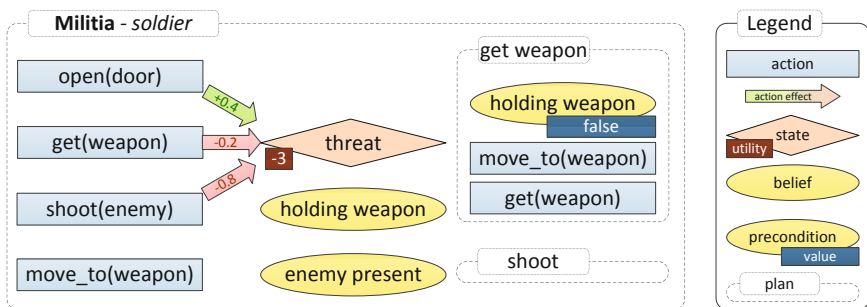 Militia - soldier
open(door)
+0.4
get(weapon)
-0.2
threat
-3
-0.8
shoot(enemy)
holding weapon
move_to(weapon)
enemy present
get weapon
holding weapon
false
move_to(weapon)
get(weapon)
shoot
Legend
action
action effect
state
utility
belief
precondition
value
plan